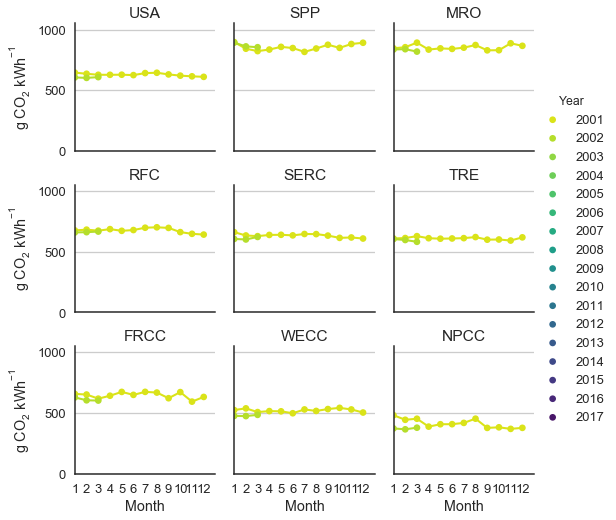 USA SPP MRO
1000
500
0
g CO2 kWh−1
RFC SERC TRE
1000
500
0
g CO2 kWh−1
FRCC WECC NPCC
1000
500
0
g CO2 kWh−1
1 2 3 4 5 6 7 8 9 10 11 12
1 2 3 4 5 6 7 8 9 10 11 12
1 2 3 4 5 6 7 8 9 10 11 12
Month Month Month
Year
2001
2002
2003
2004
2005
2006
2007
2008
2009
2010
2011
2012
2013
2014
2015
2016
2017